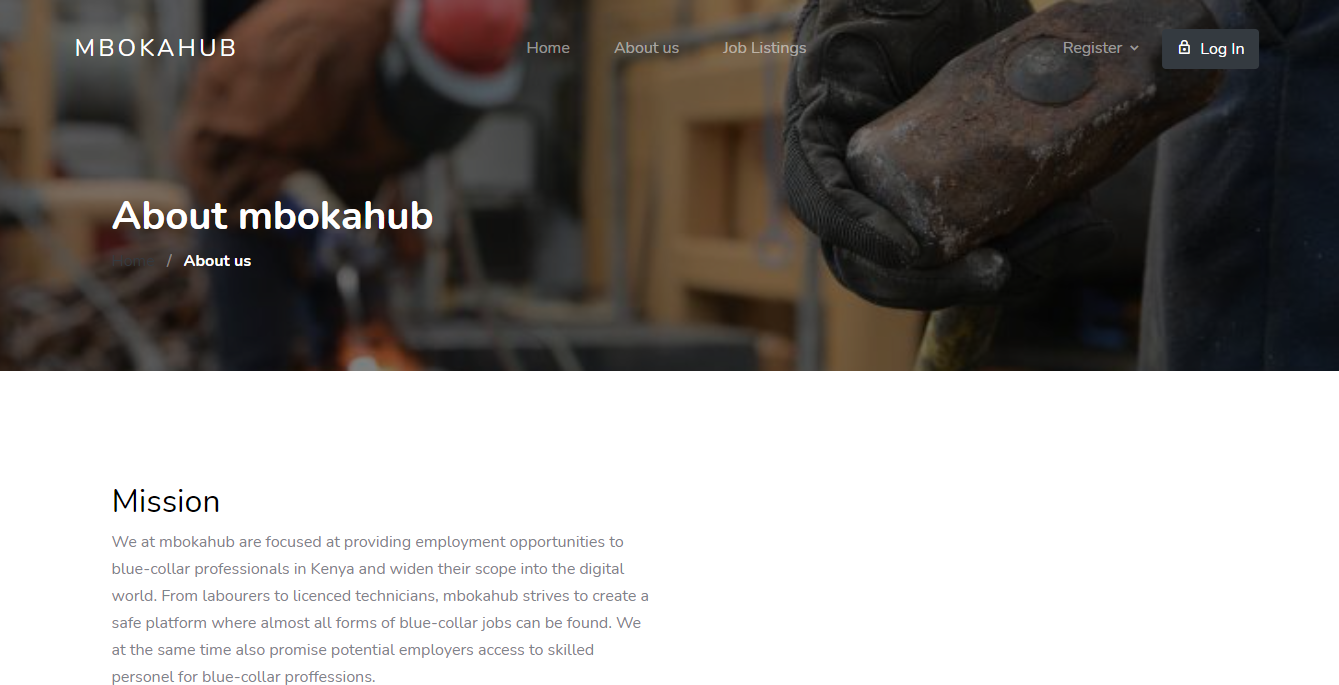 MBOKAHUB
Home
About us
Job Listings
Register
Log In
About mbokahub
/ About us
Mission
We at mbokahub are focused at providing employment opportunities to
blue-collar professionals in Kenya and widen their scope into the digital
world. From labourers to licenced technicians, mbokahub strives to create a
safe platform where almost all forms of blue-collar jobs can be found. We
at the same time also promise potential employers access to skilled
personel for blue-collar proffessions.